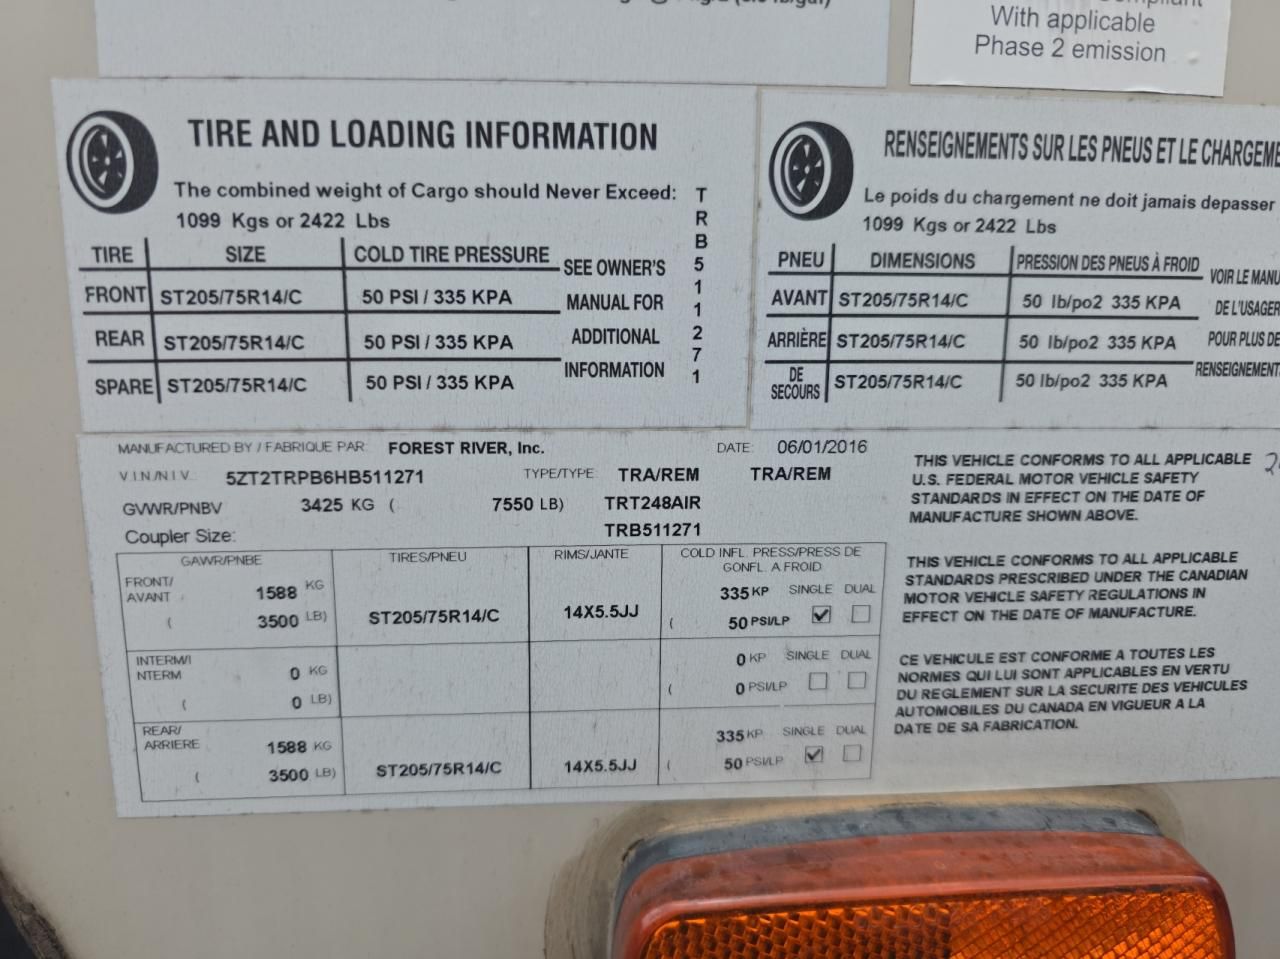 With applicable
Phase 2 emission
TIRE AND LOADING INFORMATION
The combined weight of Cargo should Never Exceed:
1099 Kgs or 2422 Lbs
TIRE SIZE COLD TIRE PRESSURE
FRONT ST205/75R14/C 50 PSI / 335 KPA
REAR ST205/75R14/C 50 PSI / 335 KPA
SPARE ST205/75R14/C 50 PSI / 335 KPA
SEE OWNER'S
MANUAL FOR
ADDITIONAL
INFORMATION
TRB511271
RENSEIGNEMENTS SUR LES PNEUS ET LE CHARGEME
Le poids du chargement ne doit jamais depasser
1099 Kgs or 2422 Lbs
PNEU DIMENSIONS PRESSION DES PNEUS À FROID
AVANT ST205/75R14/C 50 lb/po2 335 KPA
ARRIÈRE ST205/75R14/C 50 lb/po2 335 KPA
DE
SECOURS ST205/75R14/C 50 lb/po2 335 KPA
VOIR LE MANU
DE L'USAGER
POUR PLUS DE
RENSEIGNEMENT
MANUFACTURED BY / FABRIQUE PAR: FOREST RIVER, Inc. DATE: 06/01/2016
V.I.N./N.I.V.: 5ZT2TRPB6HB511271 TYPE/TYPE: TRA/REM TRA/REM
GVWR/PNBV 3425 KG ( 7550 LB) TRT248AIR
Coupler Size: TRB511271
GAWR/PNBE TIRES/PNEU RIMS/JANTE COLD INFL. PRESS/PRESS DE
GONFL. A FROID
FRONT/
AVANT 1588 KG
( 3500 LB) ST205/75R14/C 14X5.5JJ
335 KP SINGLE DUAL
( 50 PSI/LP
INTERM/I
NTERM 0 KG
( 0 LB)
0 KP SINGLE DUAL
( 0 PSI/LP
REAR/
ARRIERE 1588 KG
( 3500 LB) ST205/75R14/C 14X5.5JJ
335 KP SINGLE DUAL
( 50 PSI/LP
THIS VEHICLE CONFORMS TO ALL APPLICABLE
U.S. FEDERAL MOTOR VEHICLE SAFETY
STANDARDS IN EFFECT ON THE DATE OF
MANUFACTURE SHOWN ABOVE.
THIS VEHICLE CONFORMS TO ALL APPLICABLE
STANDARDS PRESCRIBED UNDER THE CANADIAN
MOTOR VEHICLE SAFETY REGULATIONS IN
EFFECT ON THE DATE OF MANUFACTURE.
CE VEHICULE EST CONFORME A TOUTES LES
NORMES QUI LUI SONT APPLICABLES EN VERTU
DU REGLEMENT SUR LA SECURITE DES VEHICULES
AUTOMOBILES DU CANADA EN VIGUEUR A LA
DATE DE SA FABRICATION.